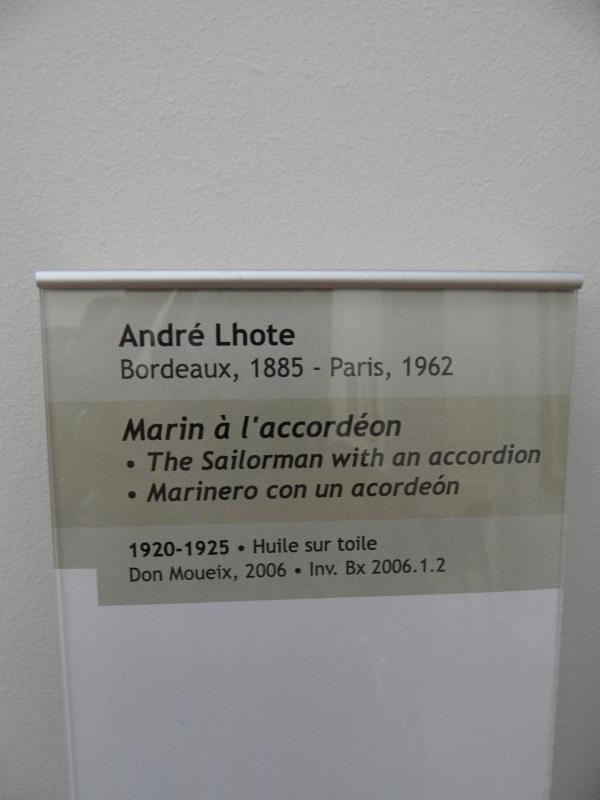 André Lhote
Bordeaux, 1885 - Paris, 1962
Marin à l'accordéon
• The Sailorman with an accordion
• Marinero con un acordeón
1920-1925 • Huile sur toile
Don Moueix, 2006 • Inv. Bx 2006.1.2